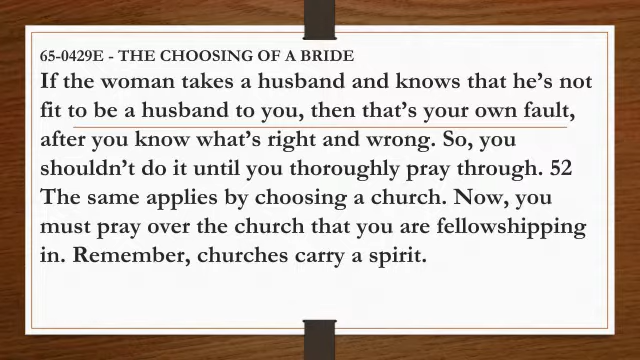 65-0429E - THE CHOOSING OF A BRIDE
If the woman takes a husband and knows that he’s not
fit to be a husband to you, then that’s your own fault,
after you know what’s right and wrong. So, you
shouldn’t do it until you thoroughly pray through. 52
The same applies by choosing a church. Now, you
must pray over the church that you are fellowshipping
in. Remember, churches carry a spirit.